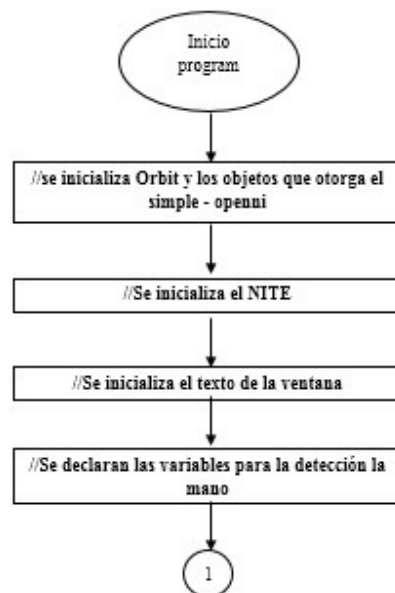 Inicio
program
//se inicializa Orbit y los objetos que otorga el
simple - openni
//Se inicializa el NITE
//Se inicializa el texto de la ventana
//Se declaran las variables para la detección la
mano
1